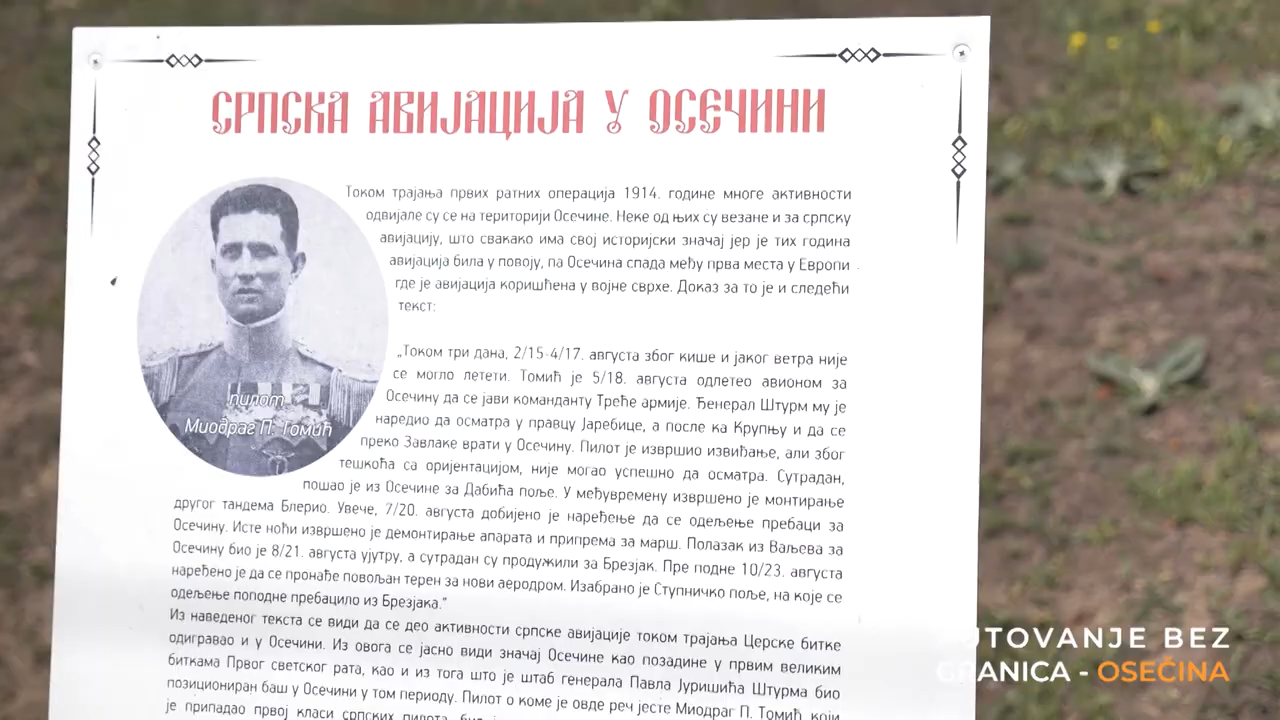 СРПСКА АВИЈАЦИЈА У ОСЕЧИНИ
Током трајања првих ратних операција 1914. године многе активности
одвијале су се на територији Осечине. Неке од њих су везане и за српску
авијацију, што свакако има свој историјски значај јер је тих година
авијација била у повоју, па Осечина спада међу прва места у Европи
где је авијација коришћена у војне сврхе. Доказ за то је и следећи
текст:
„Током три дана, 2/15-4/17. августа због кише и јаког ветра није
се могло летети. Томић је 5/18. августа одлетео авионом за
Осечину да се јави команданту Треће армије. Ђенерал Штурм му је
наредио да осматра у правцу Јаребице, а после ка Крупњу и да се
преко Завлаке врати у Осечину. Пилот је извршио извиђање, али због
тешкоћа са оријентацијом, није могао успешно да осматра. Сутрадан,
пошао је из Осечине за Дабића поље. У међувремену извршено је монтирање
другог тандема Блерио. Увече, 7/20. августа добијено је наређење да се одељење пребаци за
Осечину. Исте ноћи извршено је демонтирање апарата и припрема за марш. Полазак из Ваљева за
Осечину био је 8/21. августа ујутру, а сутрадан су продужили за Брезјак. Пре подне 10/23. августа
наређено је да се пронађе повољан терен за нови аеродром. Изабрано је Ступничко поље, на које се
одељење поподне пребацило из Брезјака.”
Из наведеног текста се види да се део активности српске авијације током трајања Церске битке
одигравао и у Осечини. Из овога се јасно види значај Осечине као позадине у првим великим
биткама Првог светског рата, као и из тога што је штаб генерала Павла Јуришића Штурма био
позициониран баш у Осечини у том периоду. Пилот о коме је овде реч јесте Миодраг П. Томић, који
је припадао првој класи српских пилота, био
пилот
Миодраг П. Томић
PUTOVANJE BEZ
GRANICA - OSEČINA